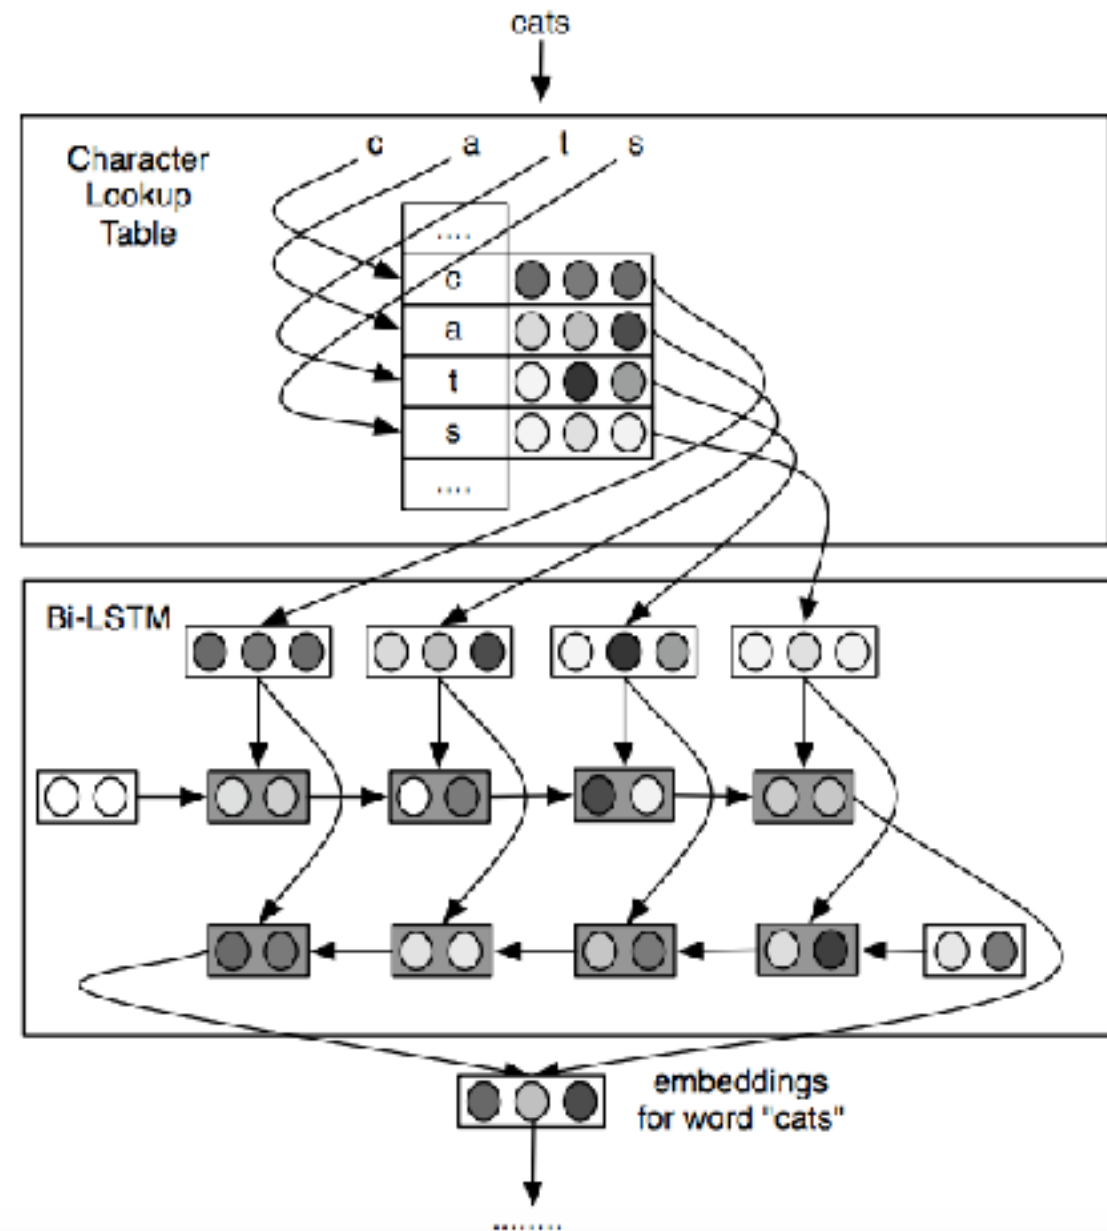 cats
Character
Lookup
Table
c a t s
....
c
a
t
s
....
Bi-LSTM
embeddings
for word "cats"
........